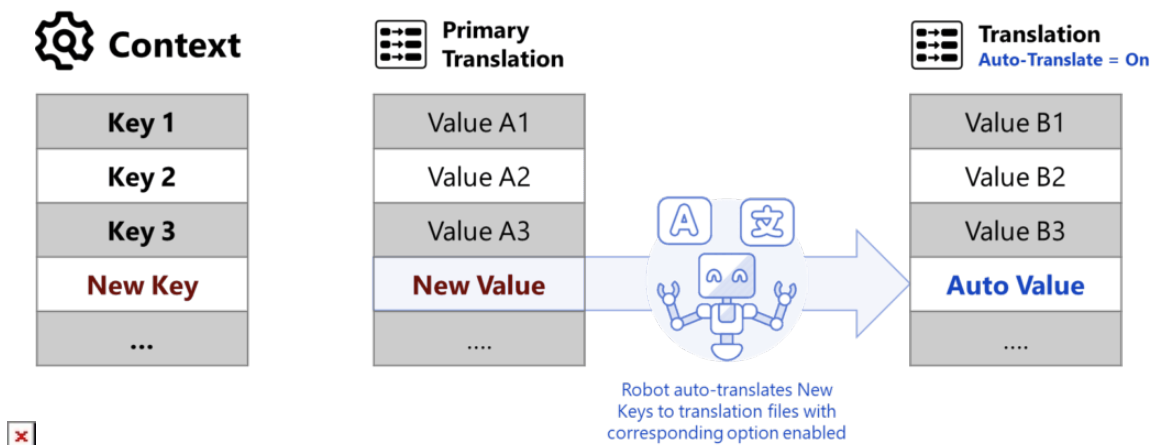 Context
Primary
Translation
Translation
Auto-Translate = On
Key 1
Value A1
Value B1
Key 2
Value A2
Value B2
Key 3
Value A3
Value B3
A
文
New Key
New Value
Auto Value
...
....
....
Robot auto-translates New
Keys to translation files with
corresponding option enabled